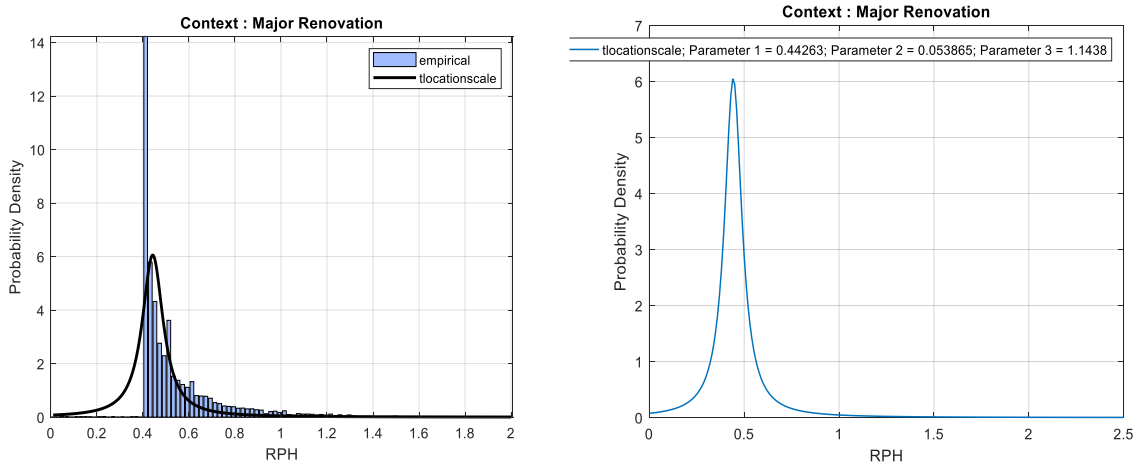 Context : Major Renovation
14
12
10
8
6
4
2
0
Probability Density
empirical
tlocationscale
0 0.2 0.4 0.6 0.8 1 1.2 1.4 1.6 1.8 2
RPH
Context : Major Renovation
7
6
5
4
3
2
1
0
Probability Density
tlocationscale; Parameter 1 = 0.44263; Parameter 2 = 0.053865; Parameter 3 = 1.1438
0 0.5 1 1.5 2 2.5
RPH